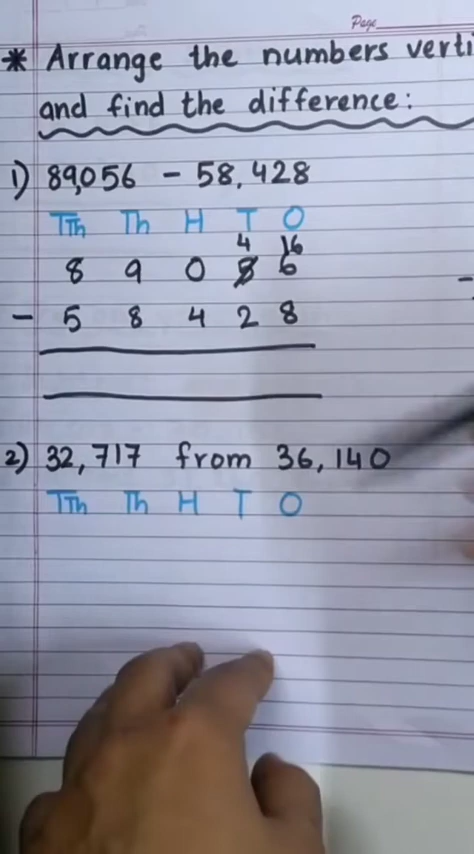 Page
* Arrange the numbers verti
and find the difference:
1) 89,056 - 58,428
TTh Th H T O
4 16
8 9 0 5 6
- 5 8 4 2 8
-
2) 32,717 from 36,140
TTh Th H T O